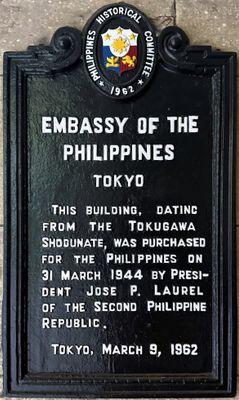 PHILIPPINES HISTORICAL COMMITTEE
★ 1962 ★
EMBASSY OF THE
PHILIPPINES
TOKYO
THIS BUILDING, DATING
FROM THE TOKUGAWA
SHOGUNATE, WAS PURCHASED
FOR THE PHILIPPINES ON
31 MARCH 1944 BY PRESI-
DENT JOSE P. LAUREL
OF THE SECOND PHILIPPINE
REPUBLIC.
TOKYO, MARCH 9, 1962